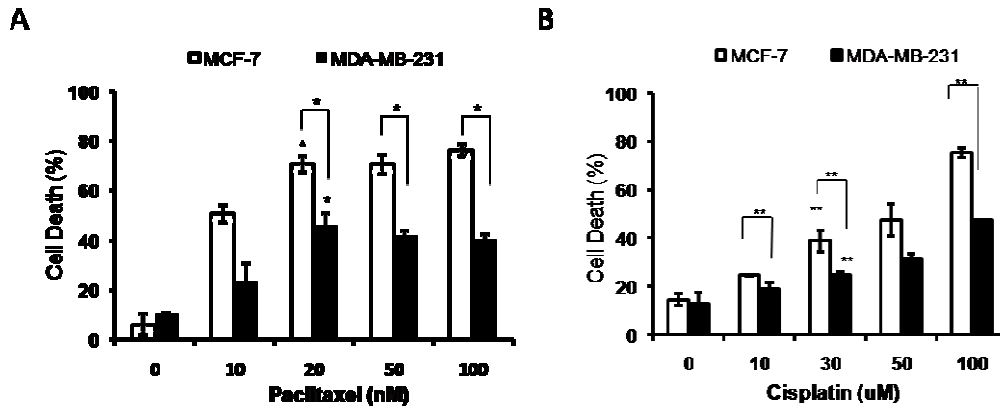 A
MCF-7 MDA-MB-231
100
80
60
40
20
0
Cell Death (%)
* * *
*
0 10 20 50 100
Paclitaxel (nM)
B
MCF-7 MDA-MB-231
100
80
60
40
20
0
Cell Death (%)
**
**
**
**
**
0 10 30 50 100
Cisplatin (uM)